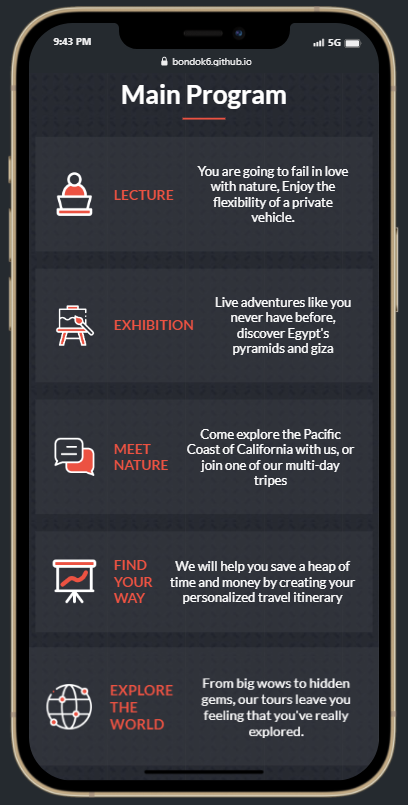 9:43 PM
5G
bondok6.github.io
Main Program
LECTURE
You are going to fail in love
with nature, Enjoy the
flexibility of a private
vehicle.
EXHIBITION
Live adventures like you
never have before,
discover Egypt's
pyramids and giza
MEET
NATURE
Come explore the Pacific
Coast of California with us, or
join one of our multi-day
tripes
FIND
YOUR
WAY
We will help you save a heap of
time and money by creating your
personalized travel itinerary
EXPLORE
THE
WORLD
From big wows to hidden
gems, our tours leave you
feeling that you've really
explored.